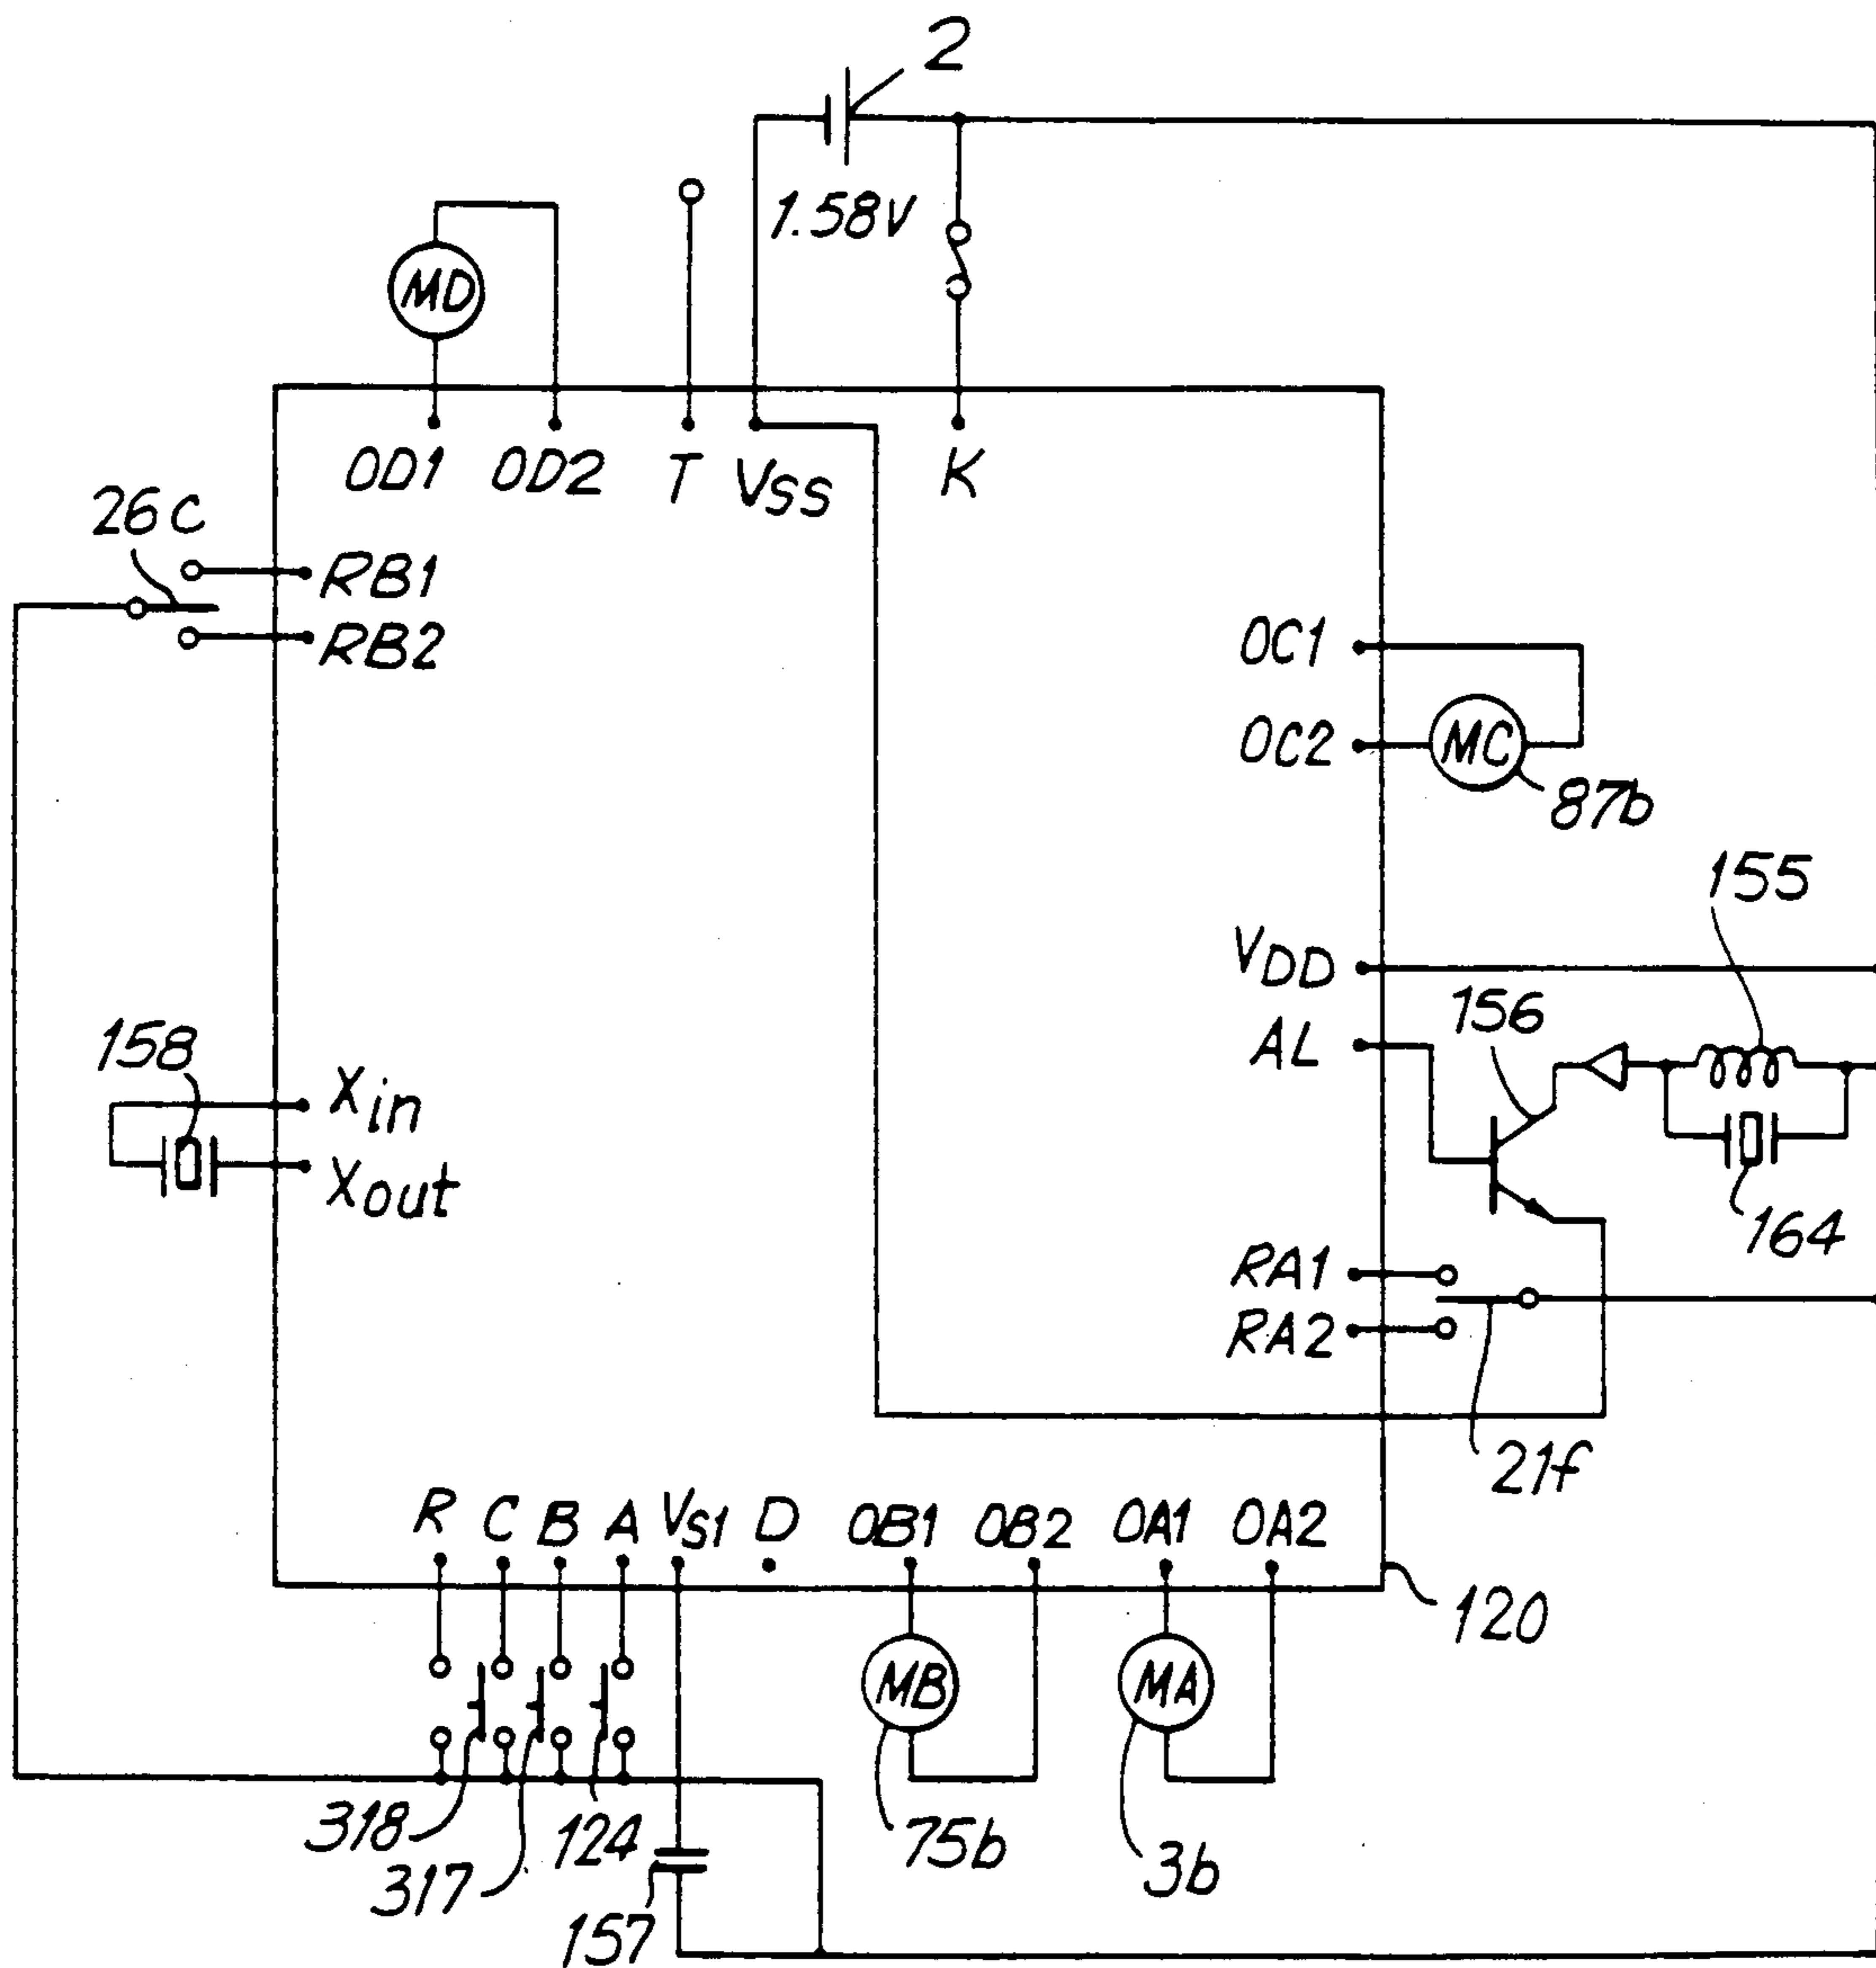 2
1.58V
MD
OD1 OD2 T VSS K
26c
RB1
RB2
OC1
OC2
MC
87b
155
VDD
156
AL
158
Xin
Xout
164
RA1
RA2
21f
R C B A VS1 D OB1 OB2 OA1 OA2
120
MB MA
318 124 75b 3b
317
157